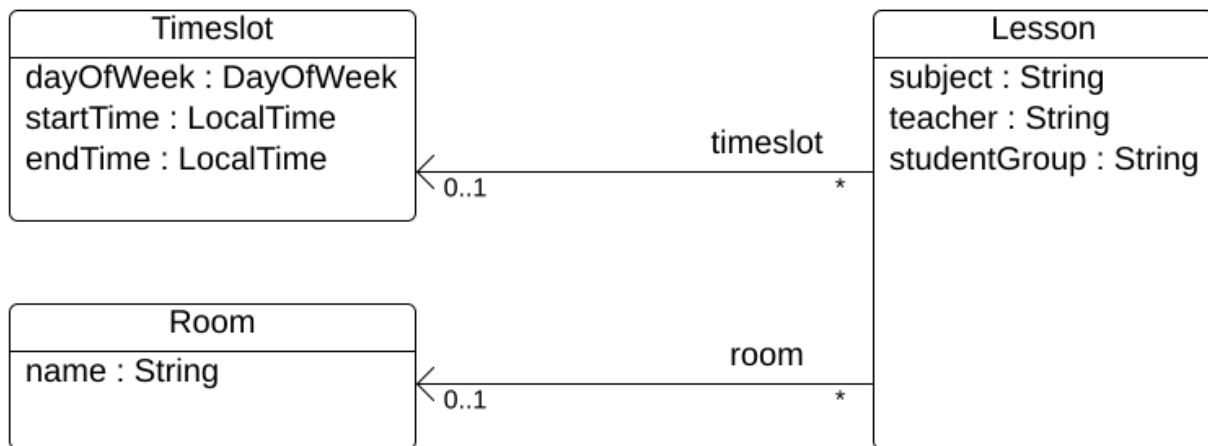 Timeslot
dayOfWeek : DayOfWeek
startTime : LocalTime
endTime : LocalTime
Lesson
subject : String
teacher : String
studentGroup : String
timeslot
0..1
*
Room
name : String
room
0..1
*